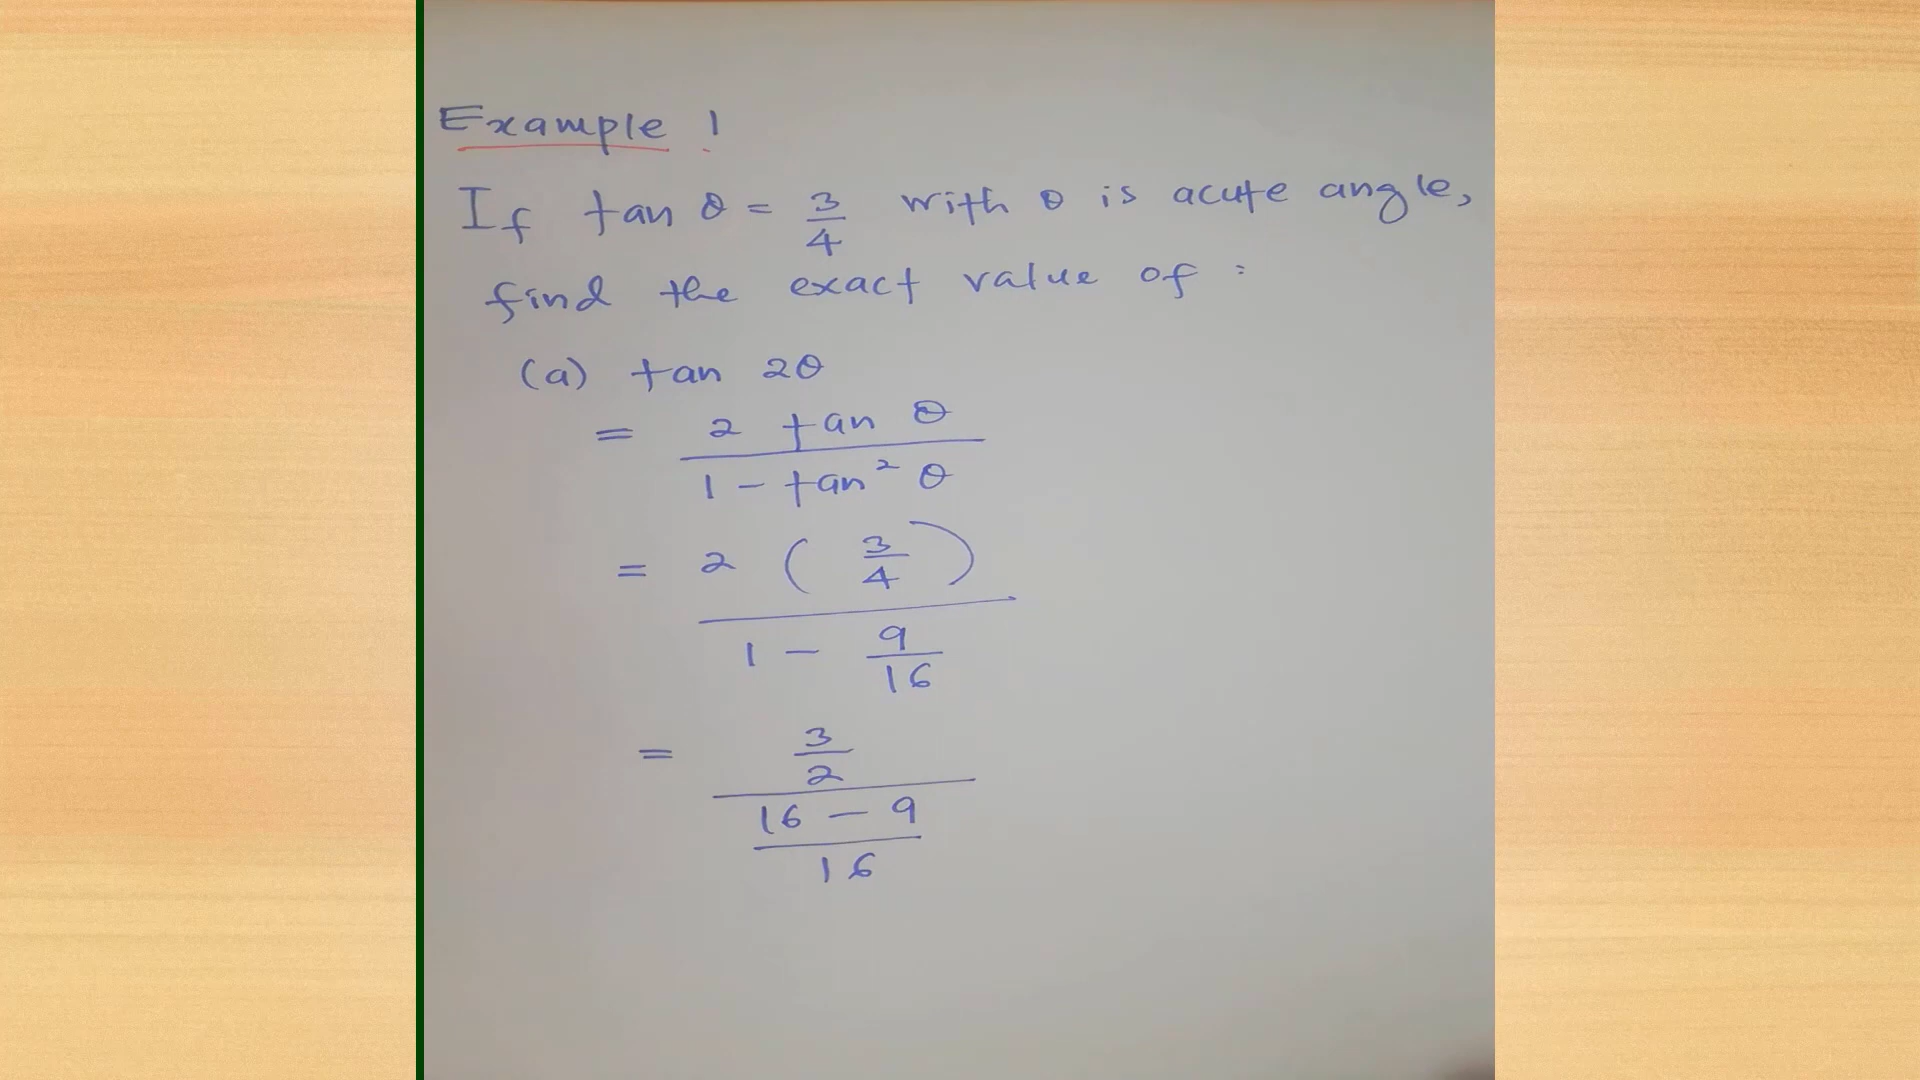 Example 1
If tan θ = 3/4 with θ is acute angle,
find the exact value of :
(a) tan 2θ
= 2 tan θ / 1 - tan² θ
= 2 (3/4) / 1 - 9/16
= 3/2 / 16 - 9 / 16